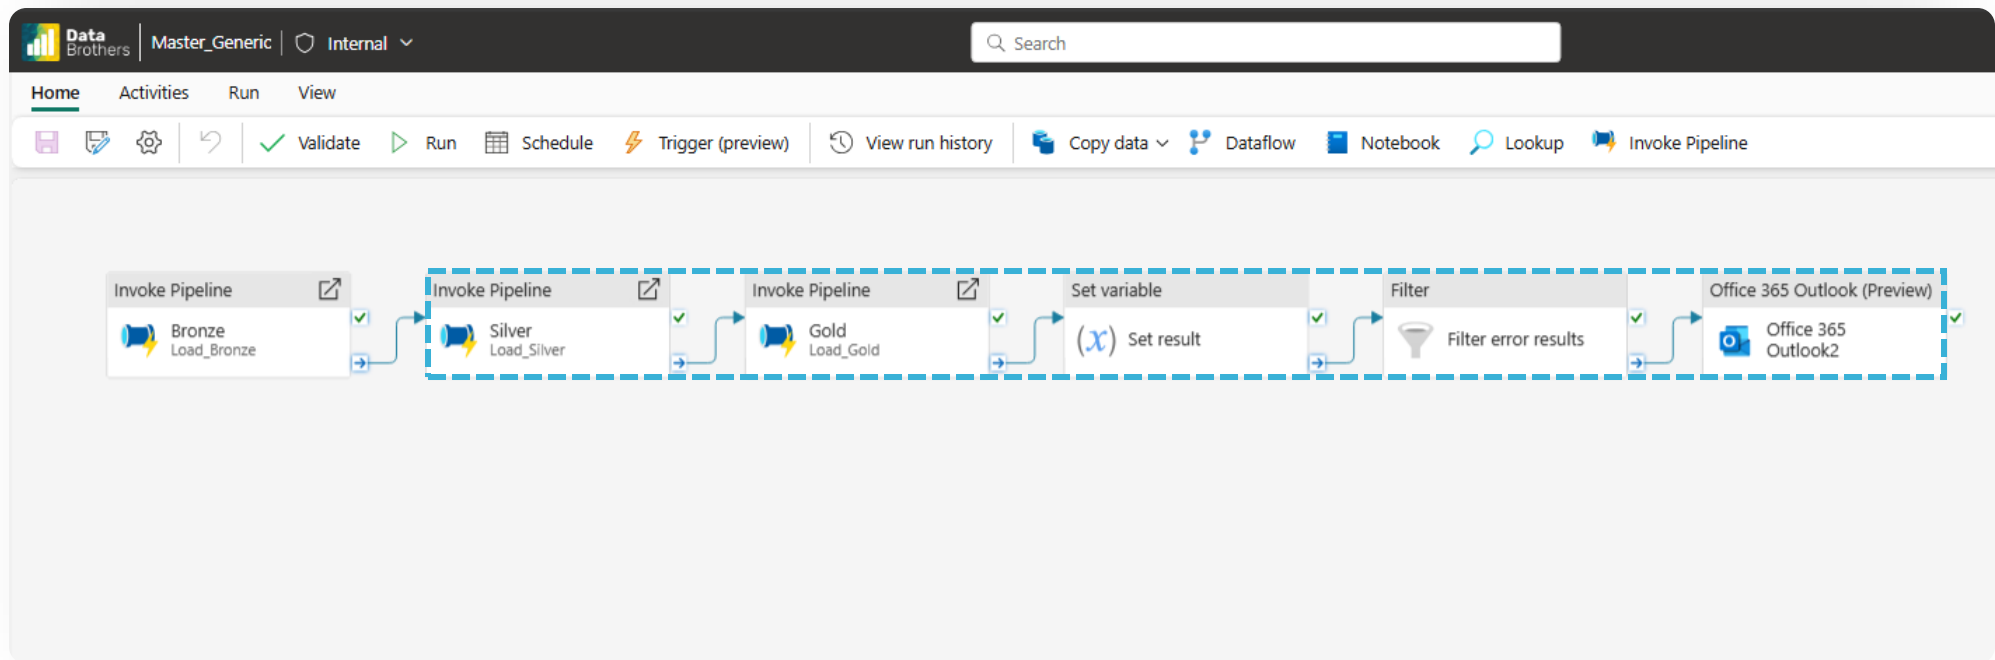 Data
Brothers
Master_Generic
Internal
Search
Home Activities Run View
Validate Run Schedule Trigger (preview) View run history Copy data Dataflow Notebook Lookup Invoke Pipeline
Invoke Pipeline
Bronze
Load_Bronze
Invoke Pipeline
Silver
Load_Silver
Invoke Pipeline
Gold
Load_Gold
Set variable
(x) Set result
Filter
Filter error results
Office 365 Outlook (Preview)
Office 365
Outlook2